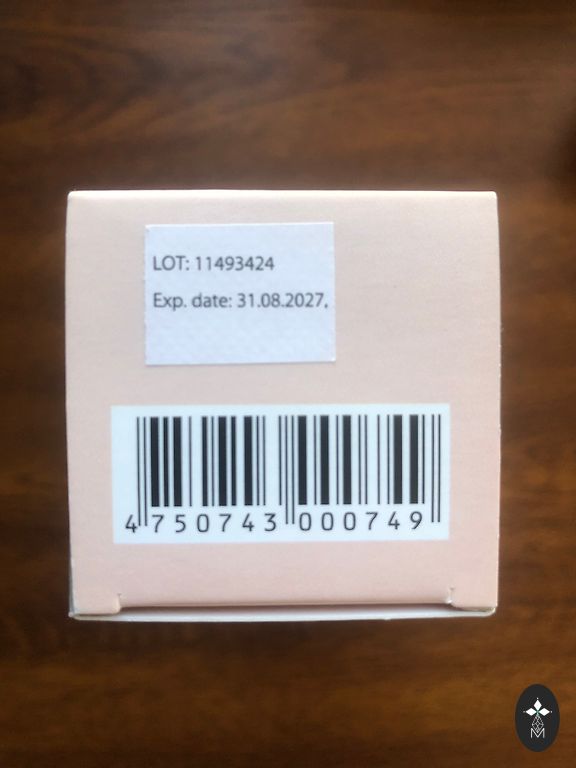 LOT: 11493424
Exp. date: 31.08.2027.
4 750743 000749
M